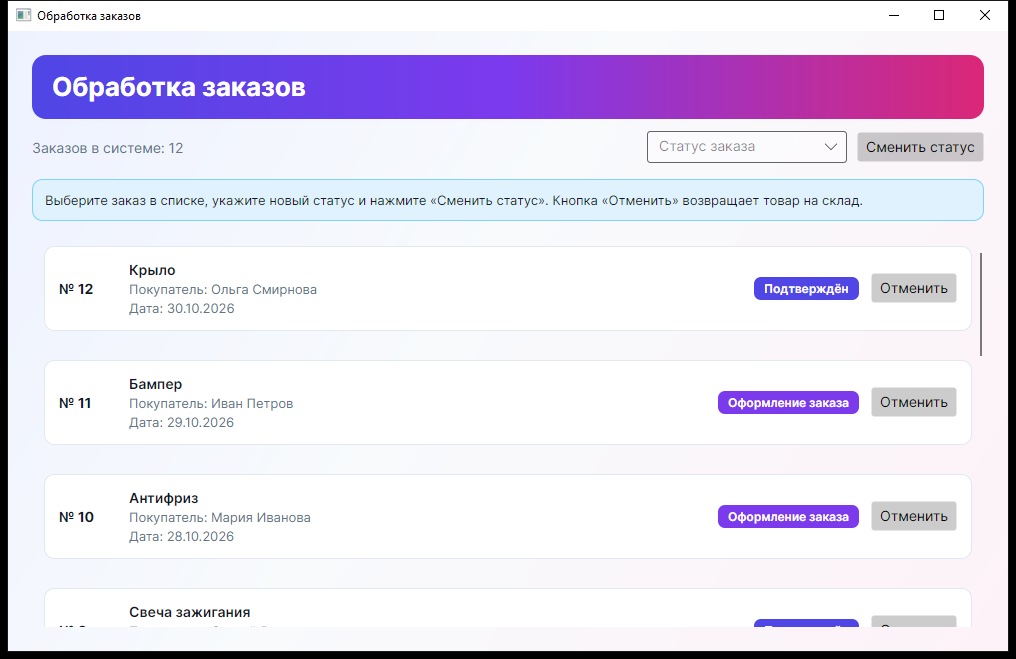 Обработка заказов
Обработка заказов
Заказов в системе: 12
Статус заказа
Сменить статус
Выберите заказ в списке, укажите новый статус и нажмите «Сменить статус». Кнопка «Отменить» возвращает товар на склад.
№ 12
Крыло
Покупатель: Ольга Смирнова
Дата: 30.10.2026
Подтверждён
Отменить
№ 11
Бампер
Покупатель: Иван Петров
Дата: 29.10.2026
Оформление заказа
Отменить
№ 10
Антифриз
Покупатель: Мария Иванова
Дата: 28.10.2026
Оформление заказа
Отменить
Свеча зажигания